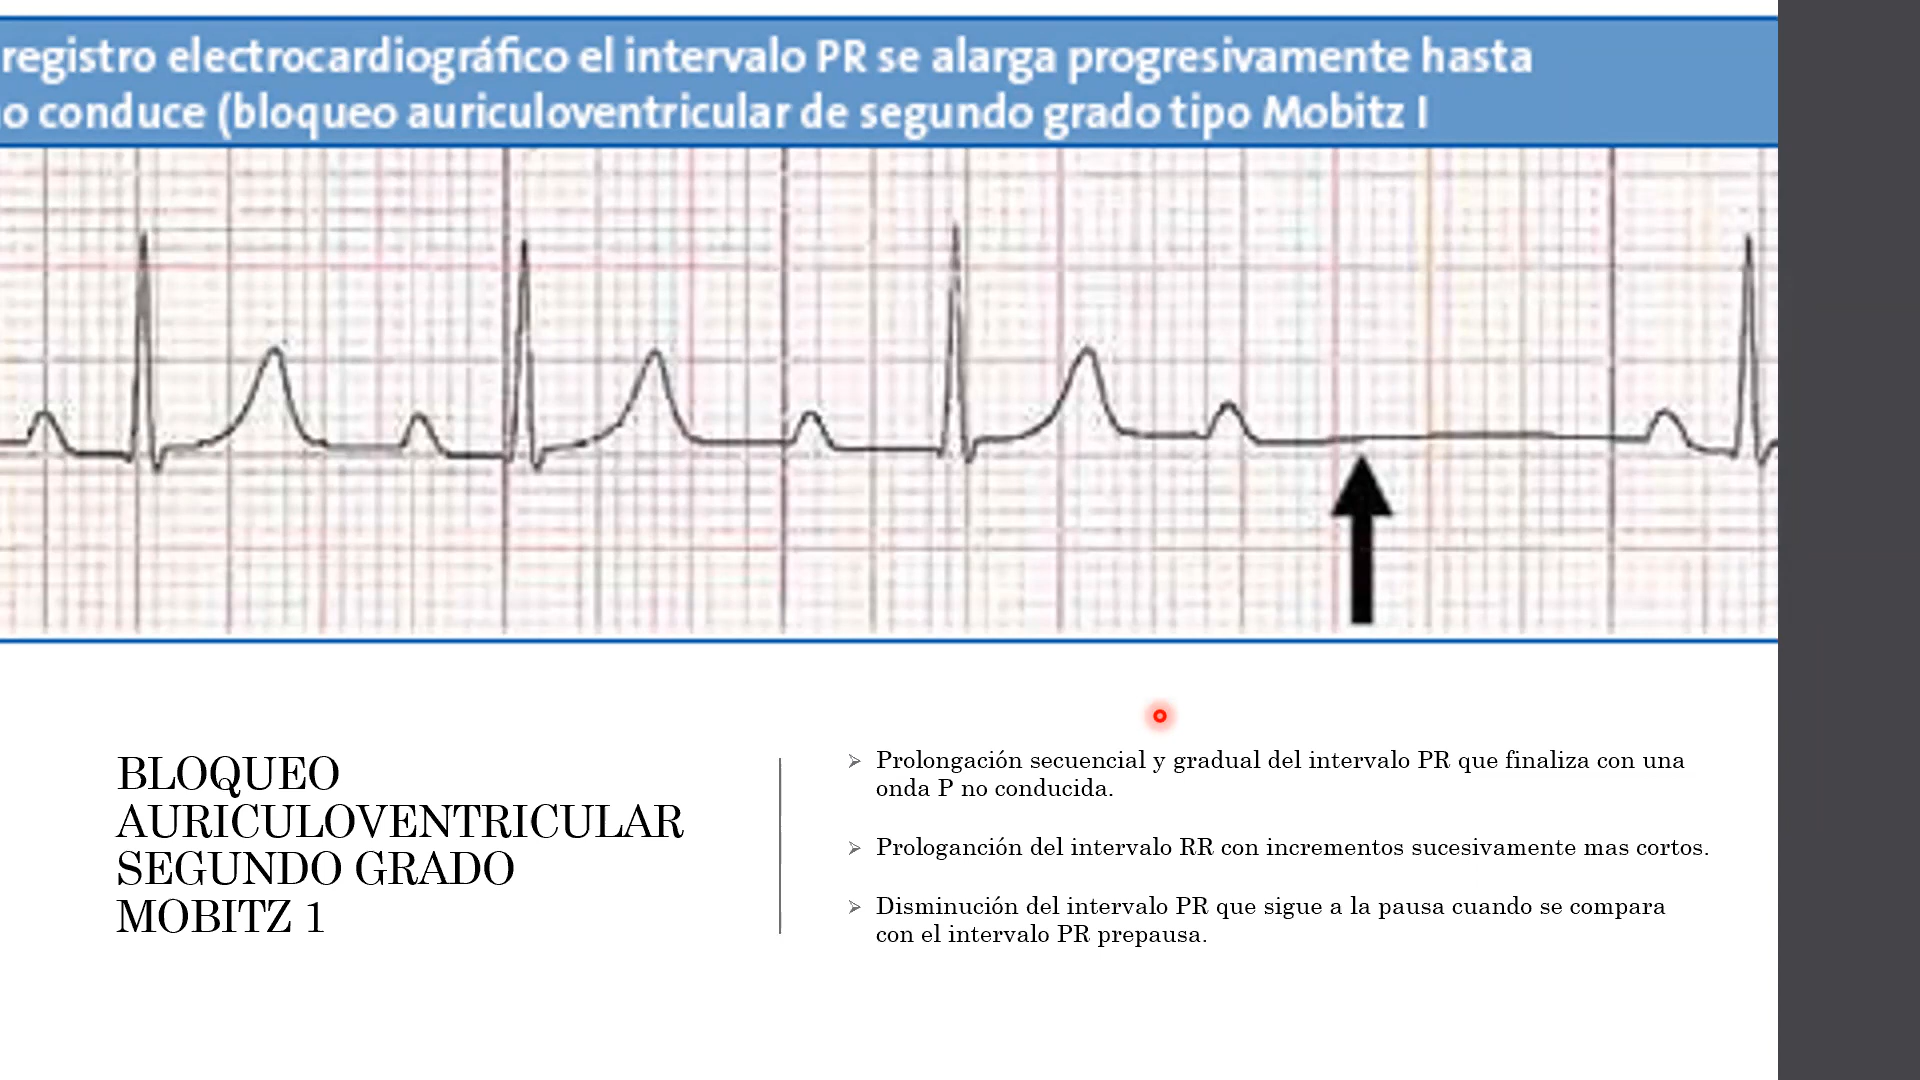 registro electrocardiográfico el intervalo PR se alarga progresivamente hasta
o conduce (bloqueo auriculoventricular de segundo grado tipo Mobitz I
BLOQUEO
AURICULOVENTRICULAR
SEGUNDO GRADO
MOBITZ 1
Prolongación secuencial y gradual del intervalo PR que finaliza con una
onda P no conducida.
Prologanción del intervalo RR con incrementos sucesivamente mas cortos.
Disminución del intervalo PR que sigue a la pausa cuando se compara
con el intervalo PR prepausa.